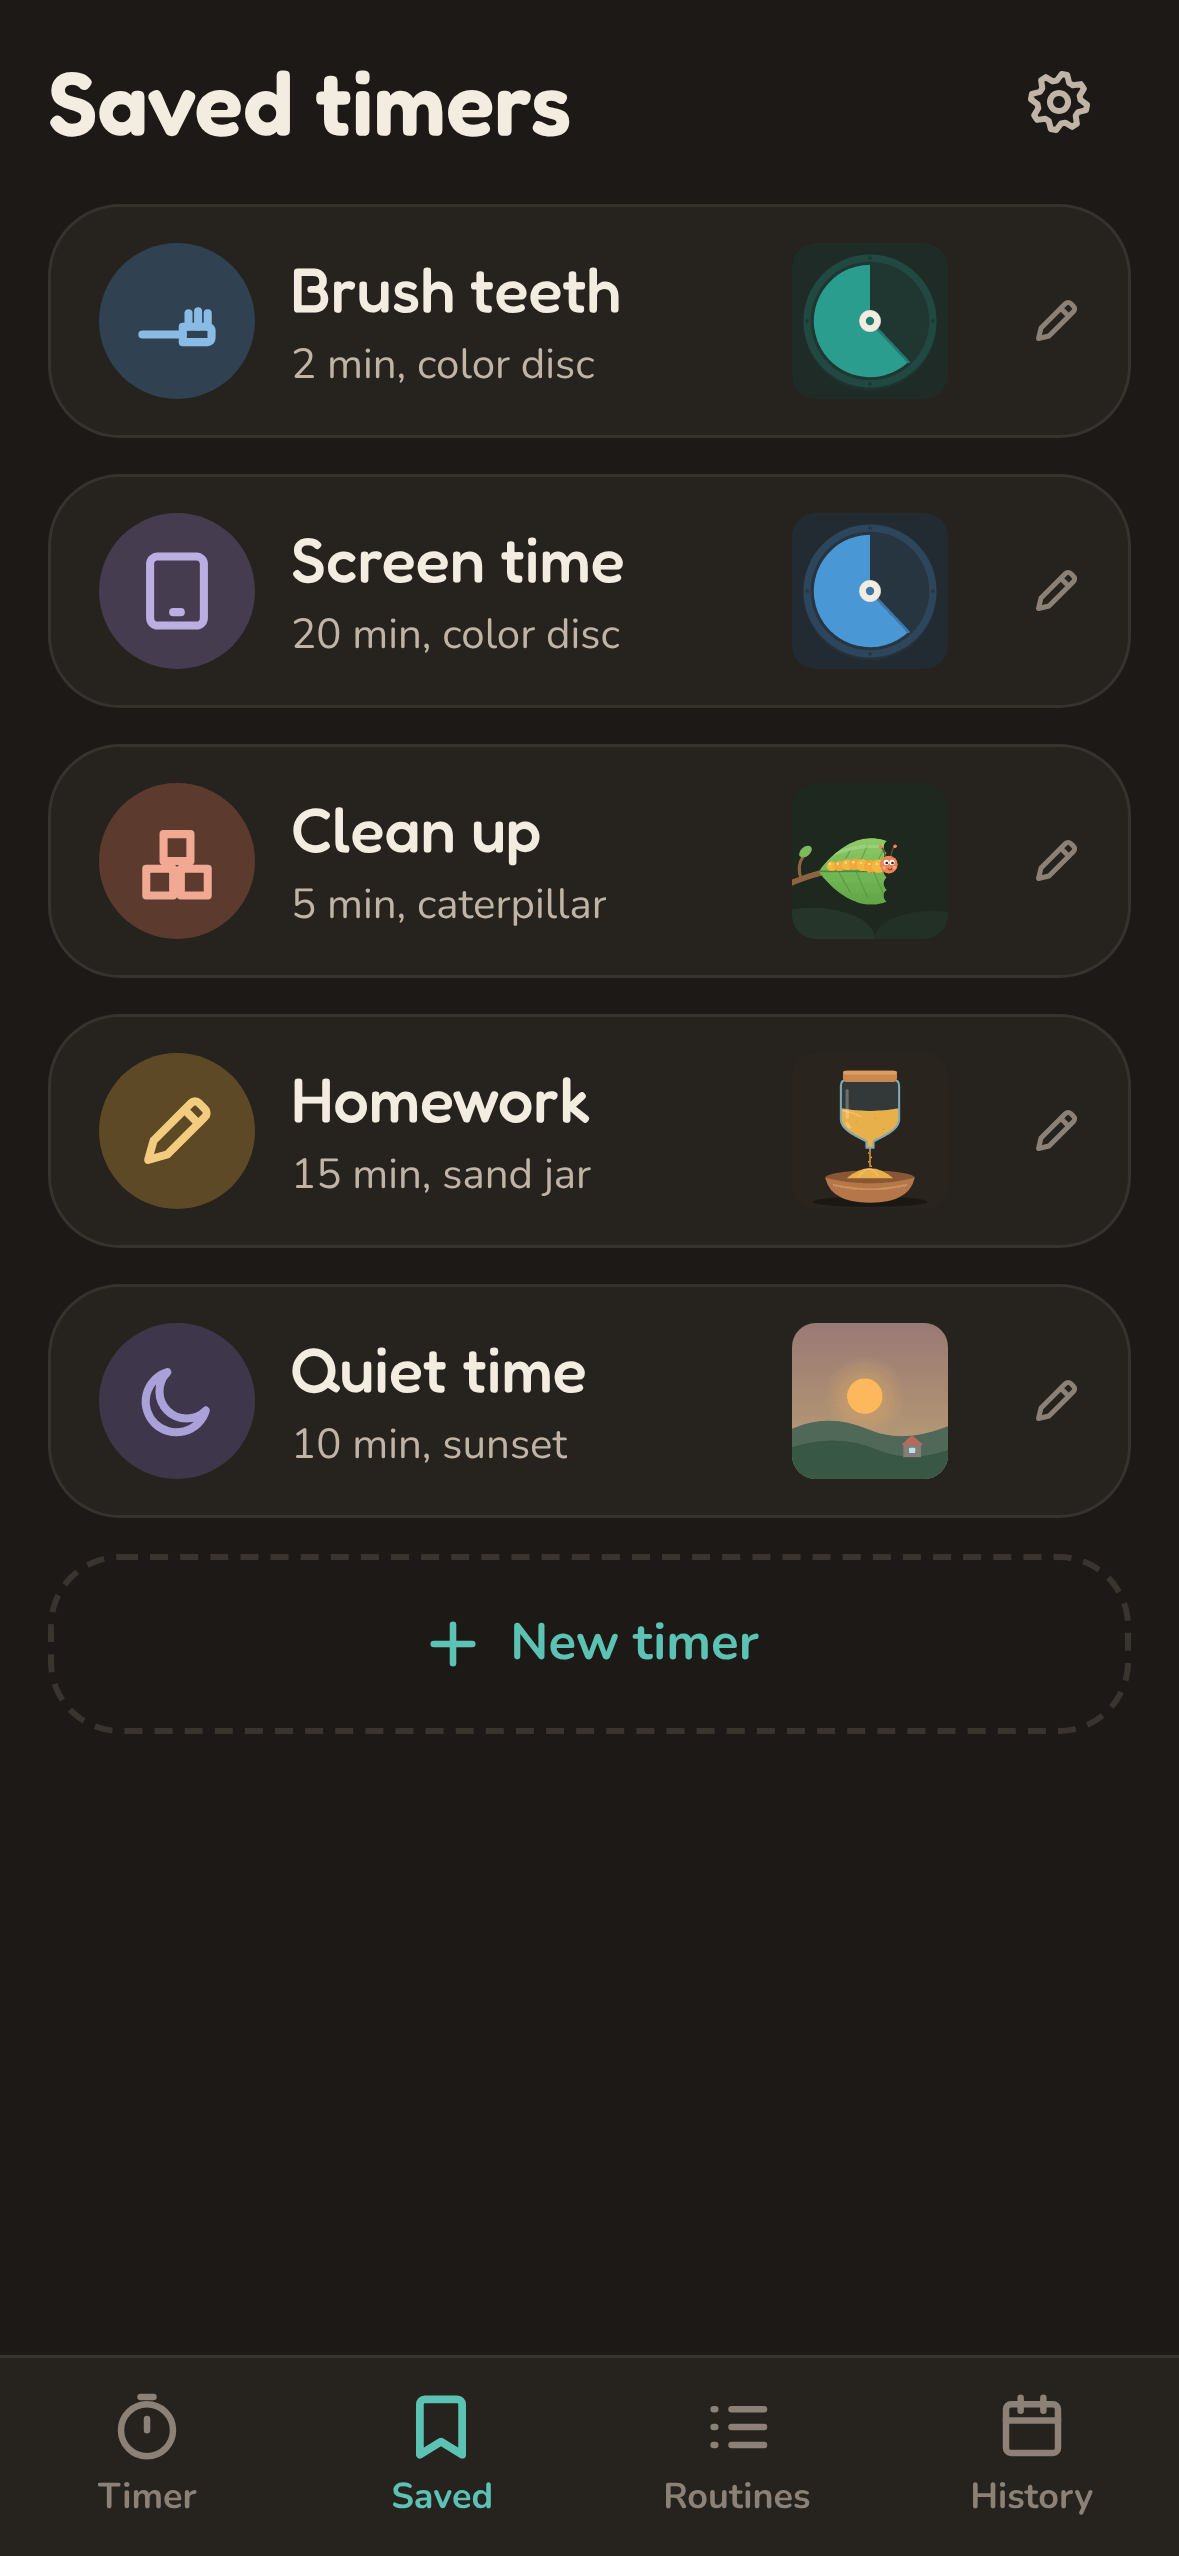 Saved timers
Brush teeth
2 min, color disc
Screen time
20 min, color disc
Clean up
5 min, caterpillar
Homework
15 min, sand jar
Quiet time
10 min, sunset
New timer
Timer
Saved
Routines
History